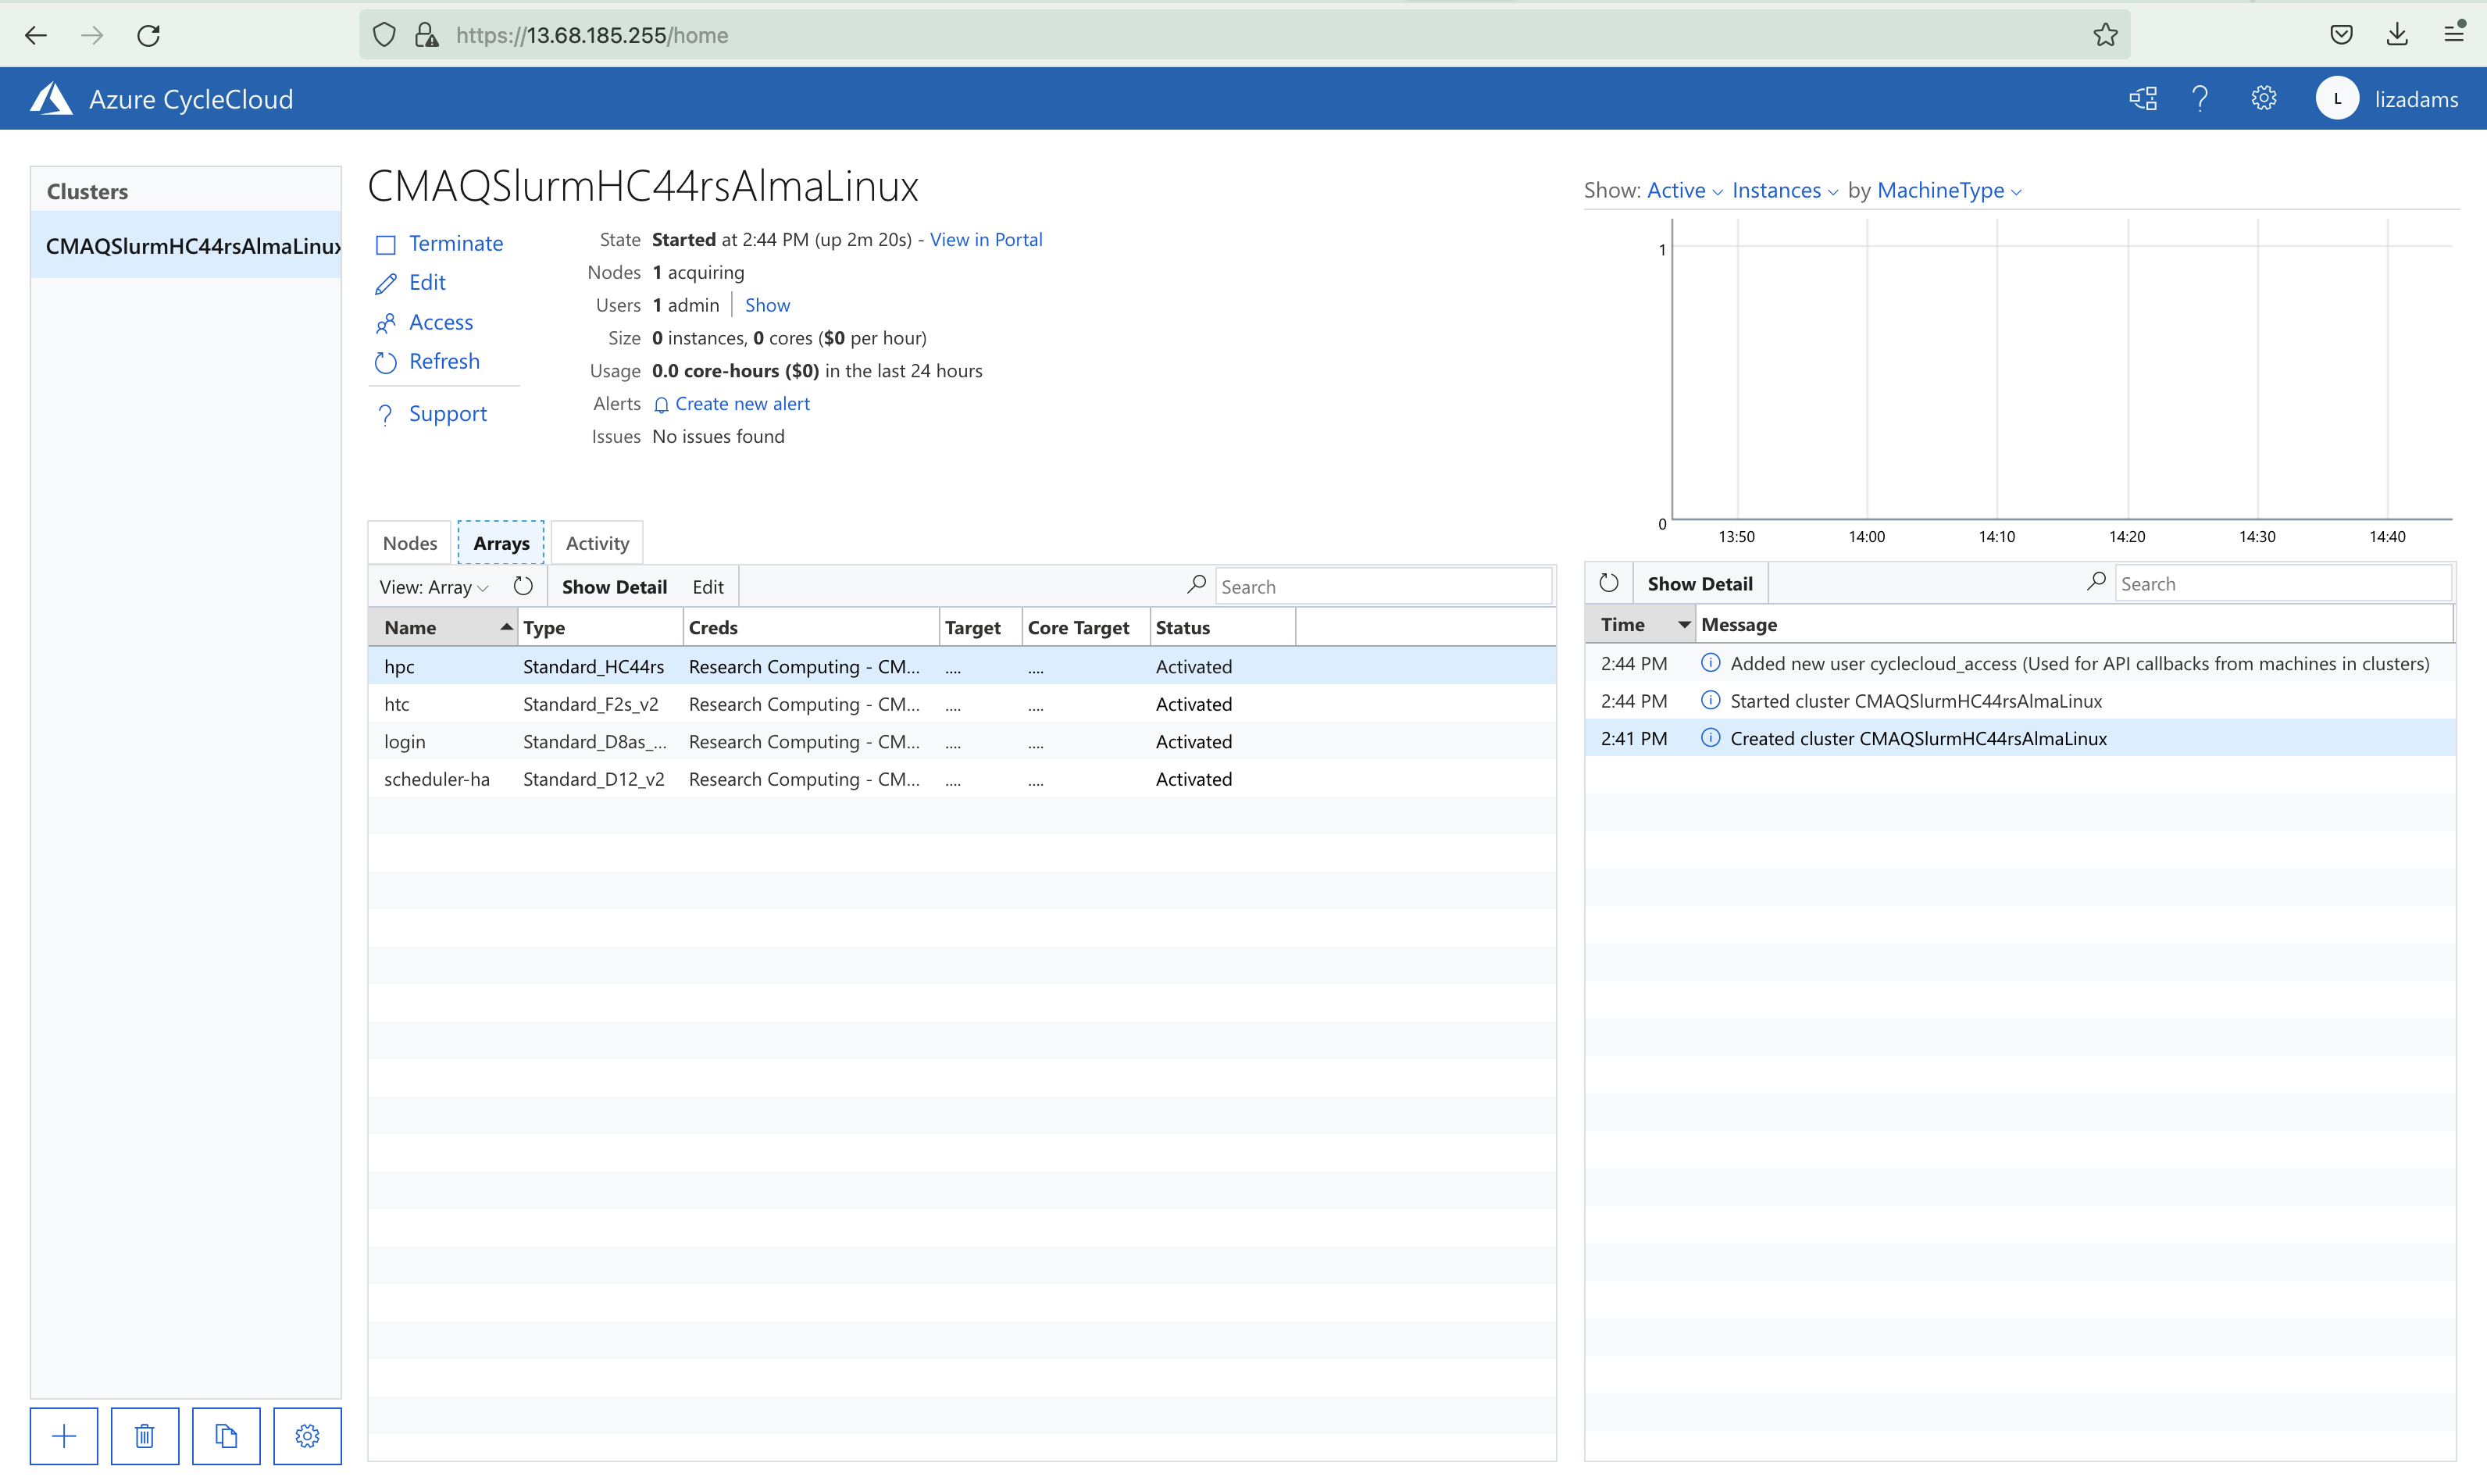 https://13.68.185.255/home
Azure CycleCloud
L
lizadams
Clusters
CMAQSlurmHC44rsAlmaLinux
CMAQSlurmHC44rsAlmaLinux
Terminate
Edit
Access
Refresh
Support
State Started at 2:44 PM (up 2m 20s) - View in Portal
Nodes 1 acquiring
Users 1 admin Show
Size 0 instances, 0 cores ($0 per hour)
Usage 0.0 core-hours ($0) in the last 24 hours
Alerts Create new alert
Issues No issues found
Show: Active Instances by MachineType
1
0
13:50 14:00 14:10 14:20 14:30 14:40
Nodes Arrays Activity
View: Array Show Detail Edit Search
Name Type Creds Target Core Target Status
hpc Standard_HC44rs Research Computing - CM... .... .... Activated
htc Standard_F2s_v2 Research Computing - CM... .... .... Activated
login Standard_D8as_... Research Computing - CM... .... .... Activated
scheduler-ha Standard_D12_v2 Research Computing - CM... .... .... Activated
Show Detail Search
Time Message
2:44 PM Added new user cyclecloud_access (Used for API callbacks from machines in clusters)
2:44 PM Started cluster CMAQSlurmHC44rsAlmaLinux
2:41 PM Created cluster CMAQSlurmHC44rsAlmaLinux